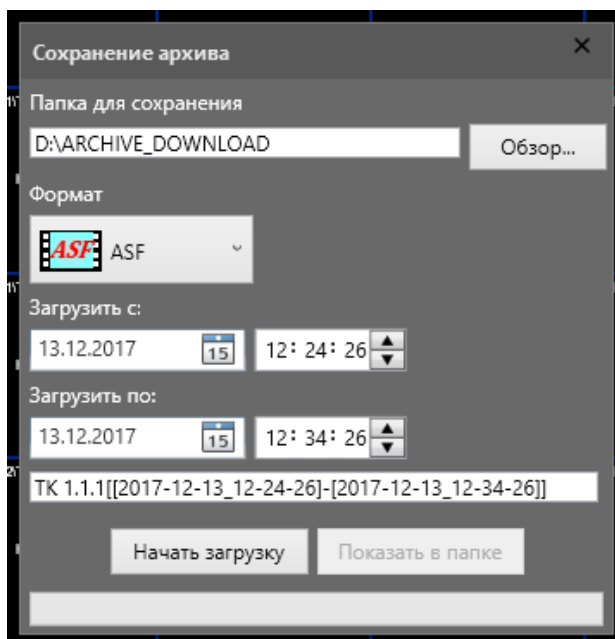 Сохранение архива
Папка для сохранения
D:\ARCHIVE_DOWNLOAD
Обзор...
Формат
ASF ASF
Загрузить с:
13.12.2017 15 12: 24: 26
Загрузить по:
13.12.2017 15 12: 34: 26
ТК 1.1.1[[2017-12-13_12-24-26]-[2017-12-13_12-34-26]]
Начать загрузку Показать в папке